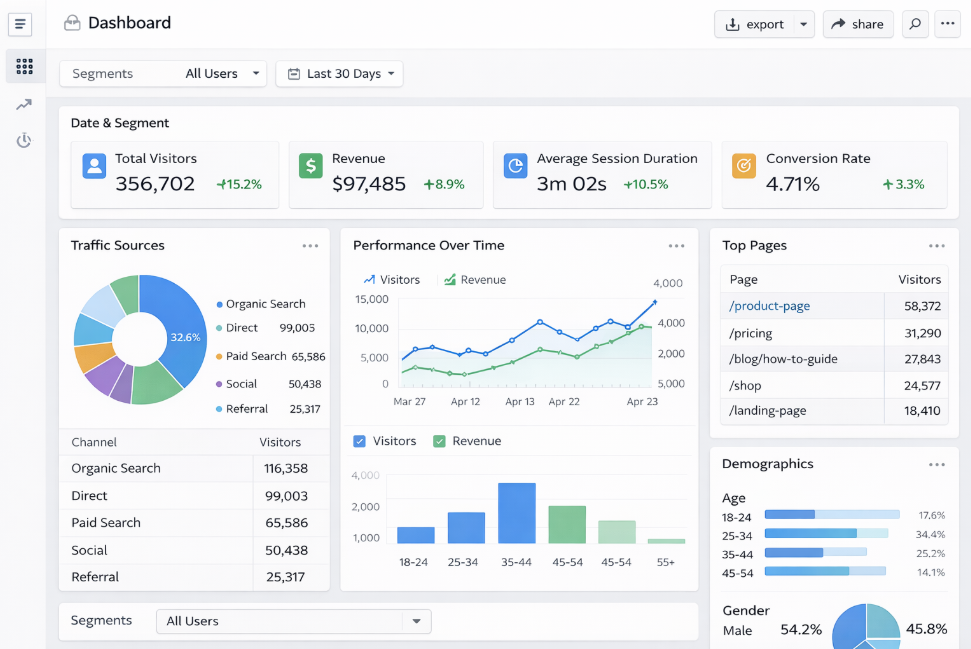 Dashboard
export
share
Segments All Users
Last 30 Days
Date & Segment
Total Visitors
356,702 +15.2%
Revenue
$97,485 +8.9%
Average Session Duration
3m 02s +10.5%
Conversion Rate
4.71% +3.3%
Traffic Sources
32.6%
Organic Search
Direct 99,005
Paid Search 65,586
Social 50,438
Referral 25,317
Channel Visitors
Organic Search 116,358
Direct 99,003
Paid Search 65,586
Social 50,438
Referral 25,317
Performance Over Time
Visitors Revenue
4,000
15,000
10,000 4,000
5,000 2,000
0 5,000
Mar 27 Apr 12 Apr 13 Apr 22 Apr 23
Visitors Revenue
4,000
2,000
1,000
18-24 25-34 35-44 45-54 45-54 55+
Top Pages
Page Visitors
/product-page 58,372
/pricing 31,290
/blog/how-to-guide 27,843
/shop 24,577
/landing-page 18,410
Demographics
Age
18-24 17.6%
25-34 34.4%
35-44 25.2%
45-54 14.1%
Gender
Male 54.2% 45.8%
Segments All Users